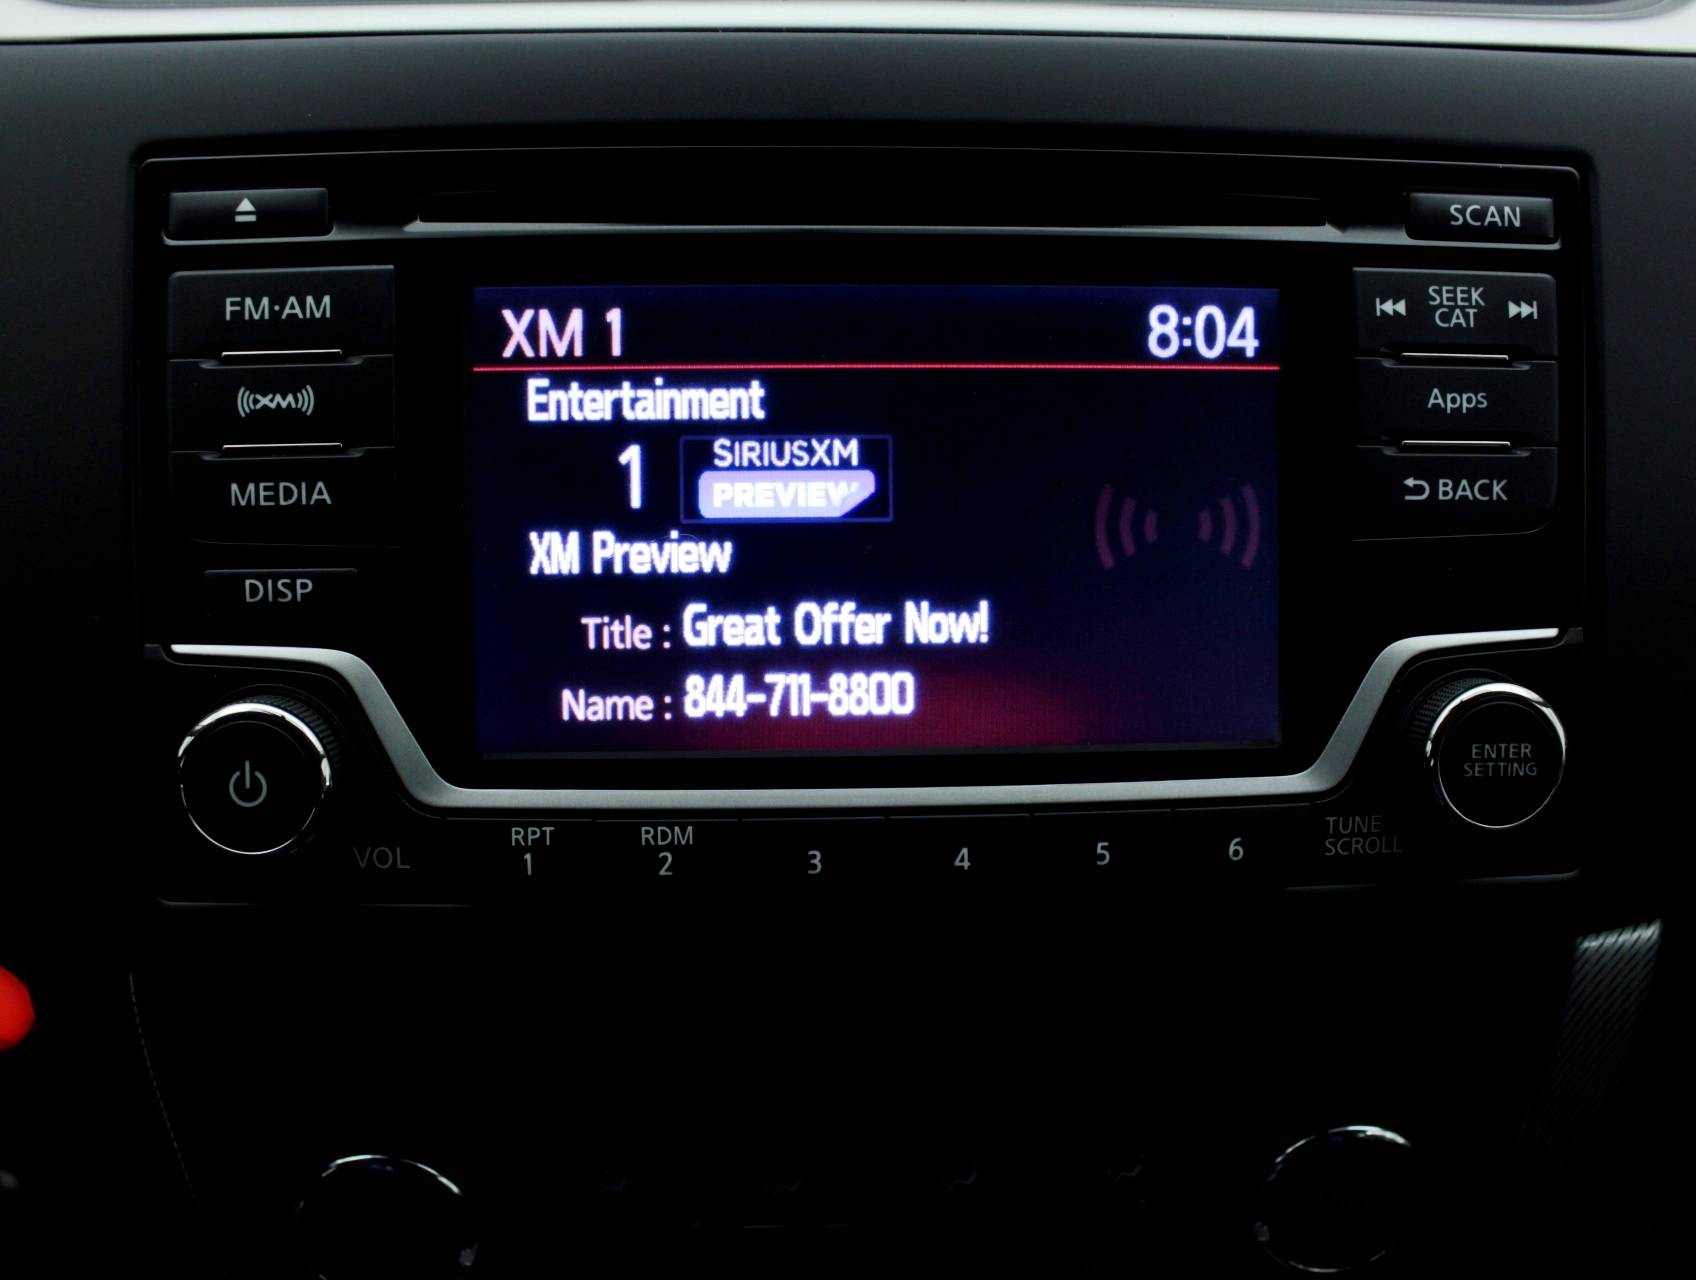 SCAN
FM·AM
SEEK
CAT
XM 1 8:04
XM
Entertainment
Apps
1 SIRIUSXM
PREVIEW
MEDIA
BACK
XM Preview
DISP
Title : Great Offer Now!
Name : 844-711-8800
ENTER
SETTING
VOL
RPT
1
RDM
2
3
4
5
6
TUNE
SCROLL